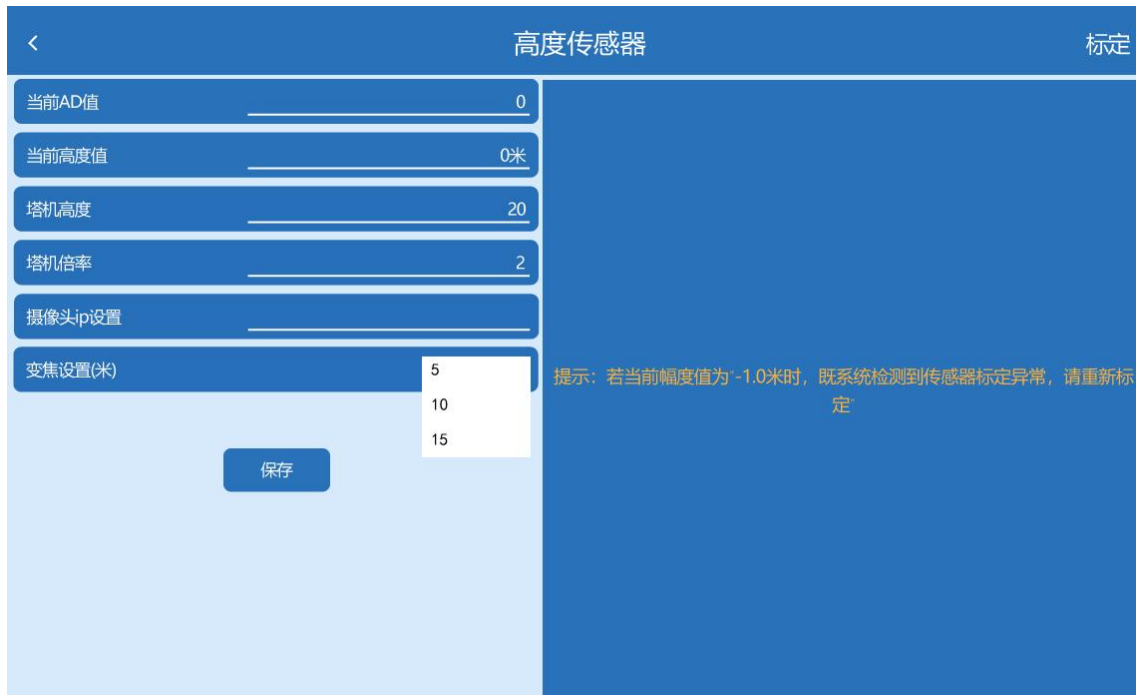 <
高度传感器
标定
当前AD值
0
当前高度值
0米
塔机高度
20
塔机倍率
2
摄像头ip设置
变焦设置(米)
5
10
15
保存
提示：若当前幅度值为"-1.0米时，既系统检测到传感器标定异常，请重新标
定"